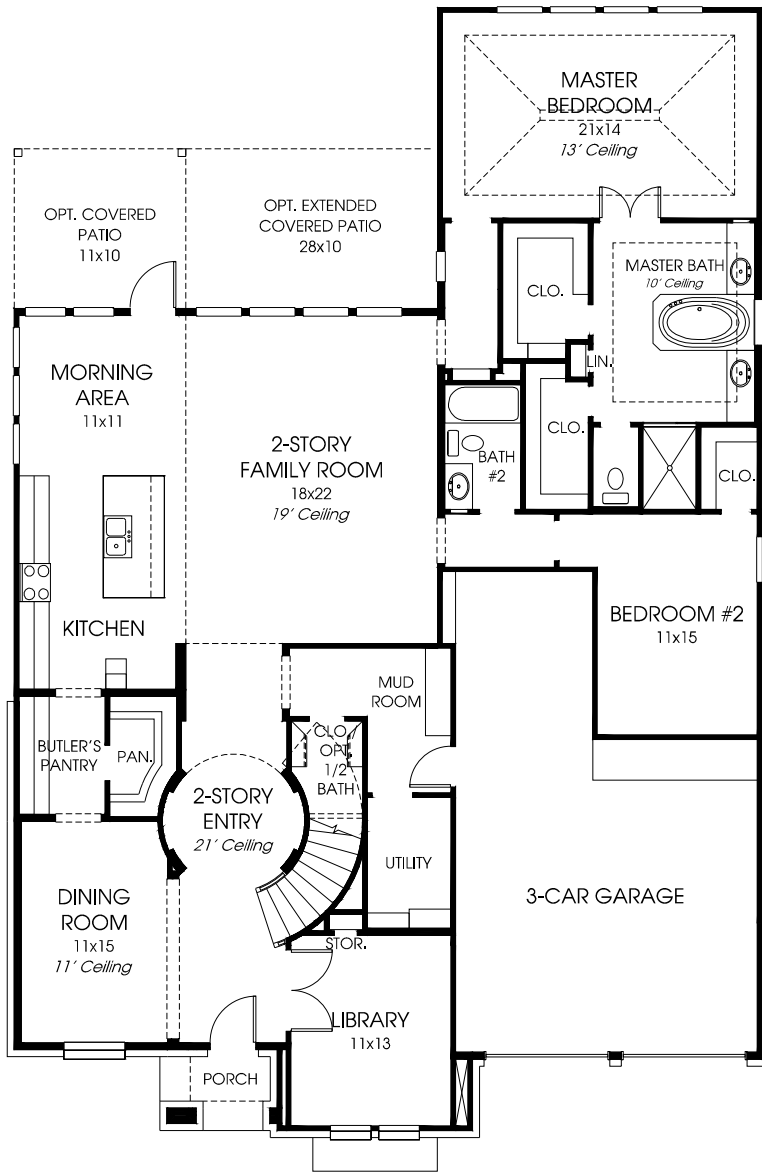 MASTER
BEDROOM
21x14
13' Ceiling
OPT. COVERED
PATIO
11x10
OPT. EXTENDED
COVERED PATIO
28x10
CLO.
MASTER BATH
10' Ceiling
LIN.
MORNING
AREA
11x11
2-STORY
FAMILY ROOM
18x22
19' Ceiling
CLO.
BATH
#2
CLO.
KITCHEN
BEDROOM #2
11x15
MUD
ROOM
BUTLER'S
PANTRY
PAN.
CLO.
OPT
1/2
BATH
2-STORY
ENTRY
21' Ceiling
UTILITY
DINING
ROOM
11x15
11' Ceiling
3-CAR GARAGE
STOR.
LIBRARY
11x13
PORCH